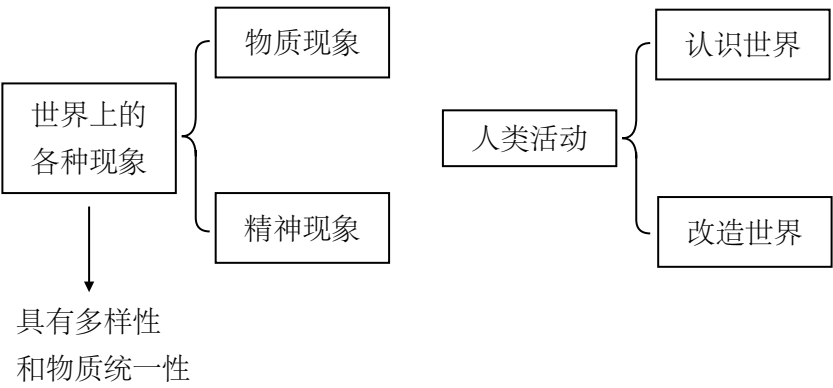 物质现象
世界上的
各种现象
精神现象
具有多样性
和物质统一性
认识世界
人类活动
改造世界